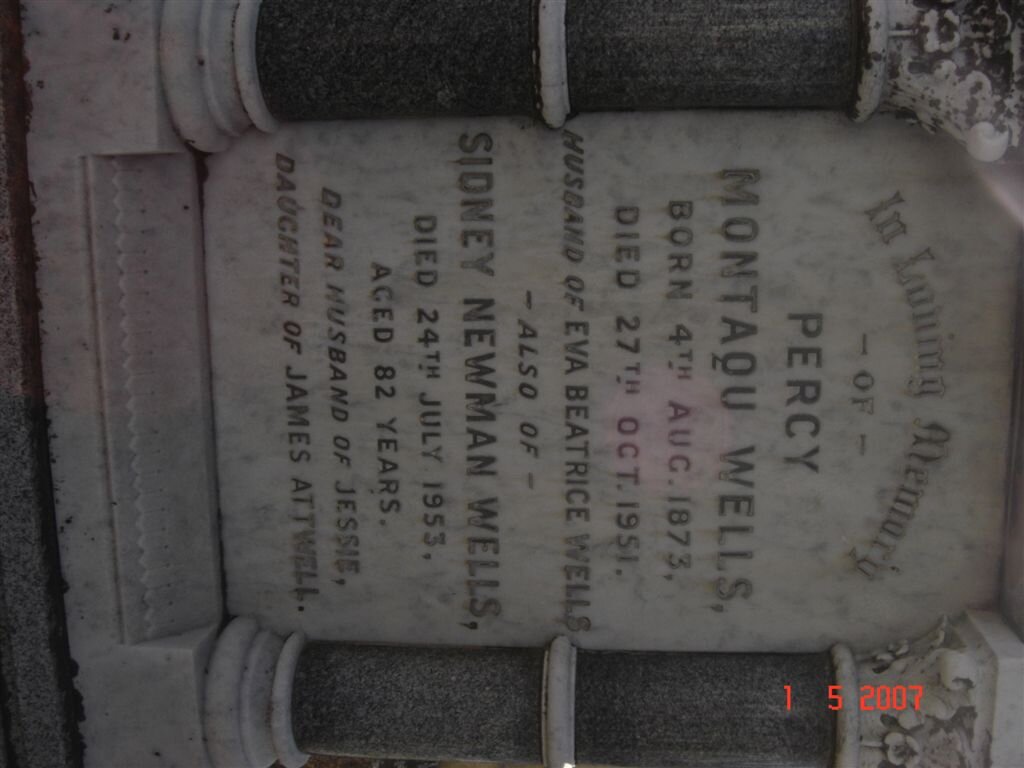 In Loving Memory
- OF -
PERCY
MONTAQU WELLS,
BORN 4TH AUG. 1873,
DIED 27TH OCT. 1951.
HUSBAND OF EVA BEATRICE WELLS
- ALSO OF -
SIDNEY NEWMAN WELLS,
DIED 24TH JULY 1953,
AGED 82 YEARS.
DEAR HUSBAND OF JESSIE,
DAUGHTER OF JAMES ATTWELL.
1 5 2007